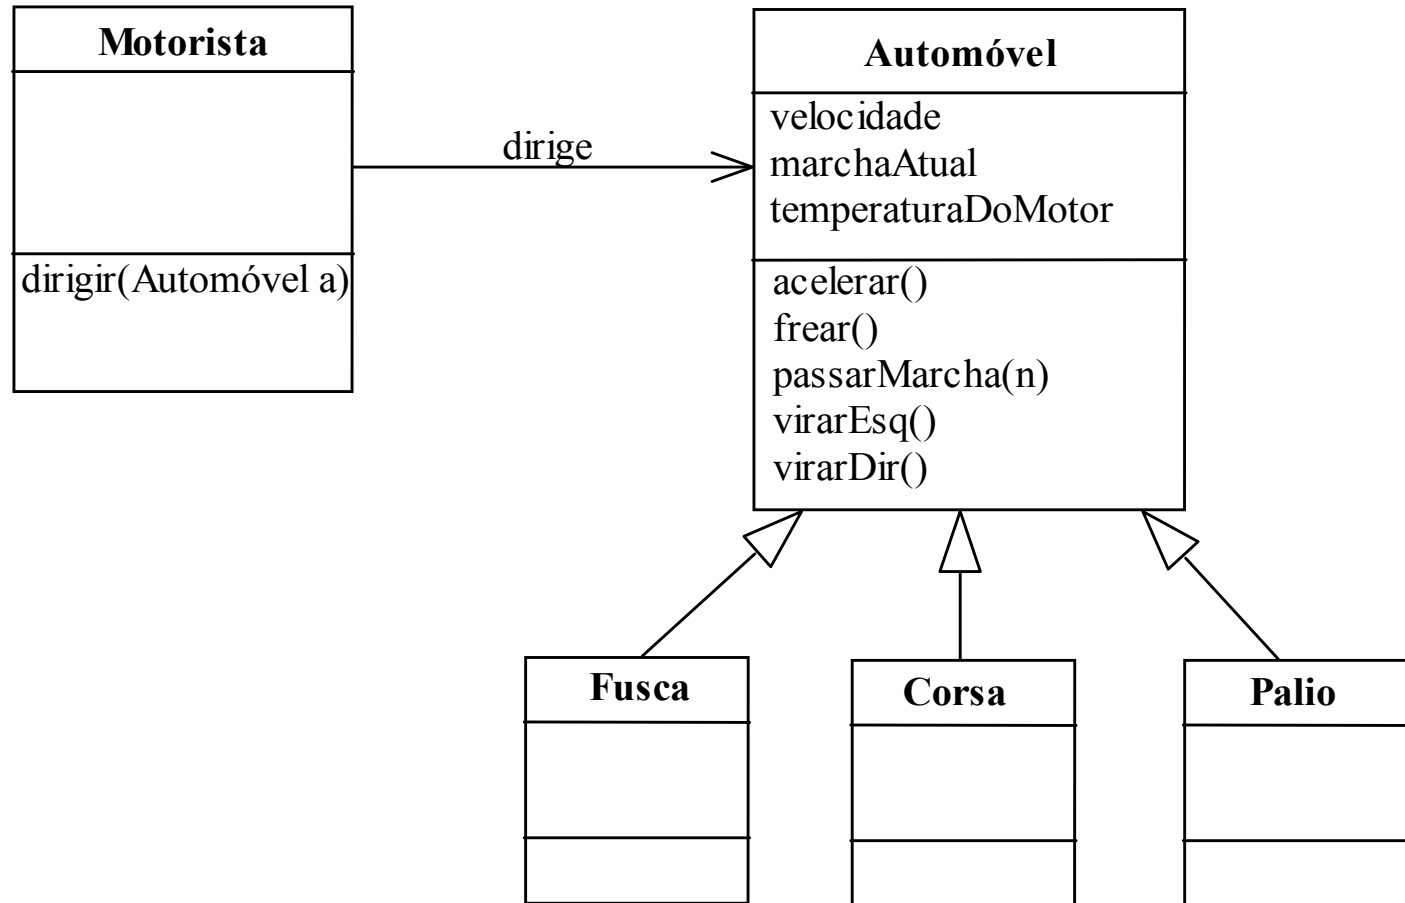 Motorista
dirigir(Automóvel a)
dirige
Automóvel
velocidade
marchaAtual
temperaturaDoMotor
acelerar()
frear()
passarMarcha(n)
virarEsq()
virarDir()
Fusca
Corsa
Palio